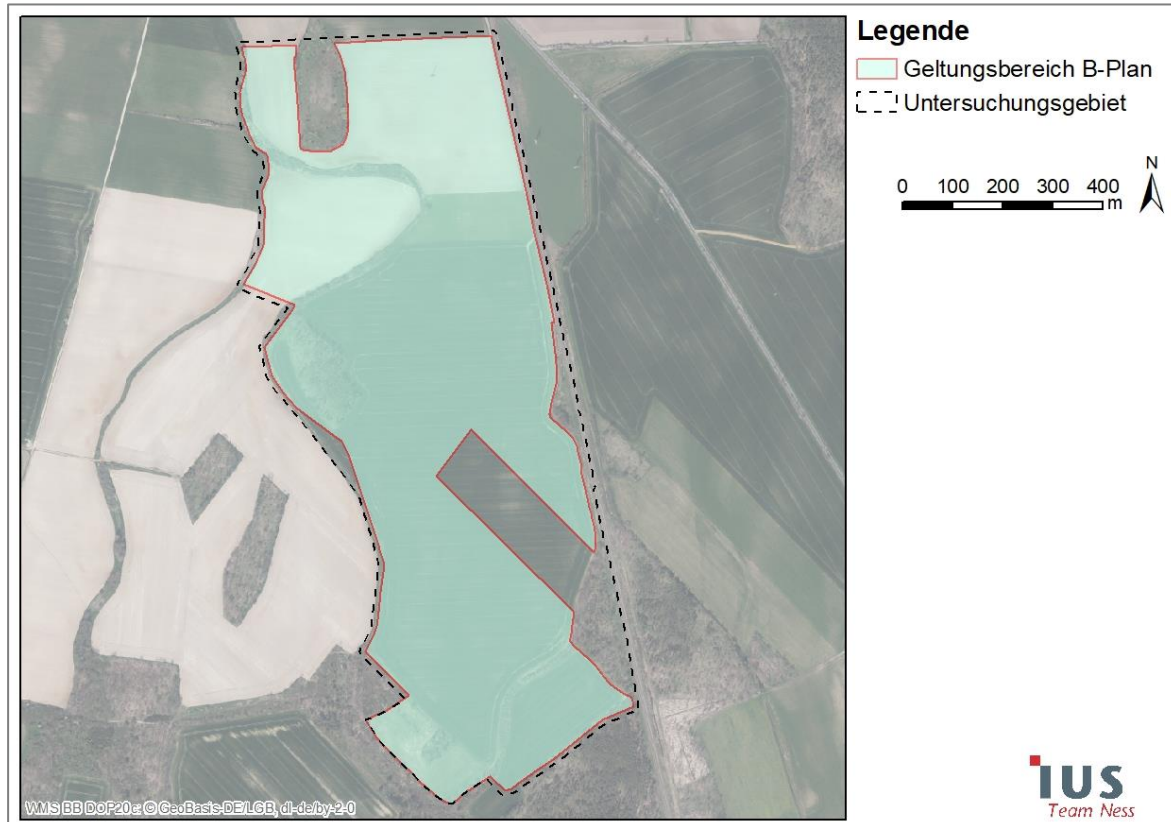 Legende
Geltungsbereich B-Plan
Untersuchungsgebiet
N
0 100 200 300 400
m
WMS BB DOP20c: © GeoBasis-DE/LGB, dl-de/by-2-0
IUS
Team Ness